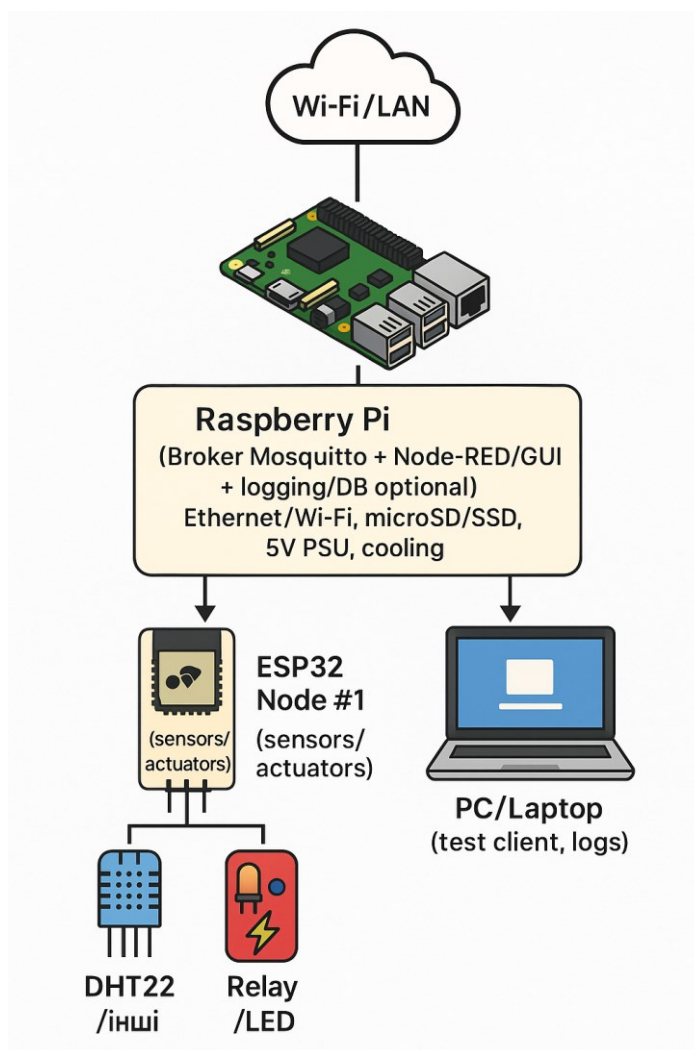 Wi-Fi/LAN
Raspberry Pi
(Broker Mosquitto + Node-RED/GUI
+ logging/DB optional)
Ethernet/Wi-Fi, microSD/SSD,
5V PSU, cooling
ESP32
Node #1
(sensors/
actuators)
(sensors/
actuators)
PC/Laptop
(test client, logs)
DHT22
/інші
Relay
/LED